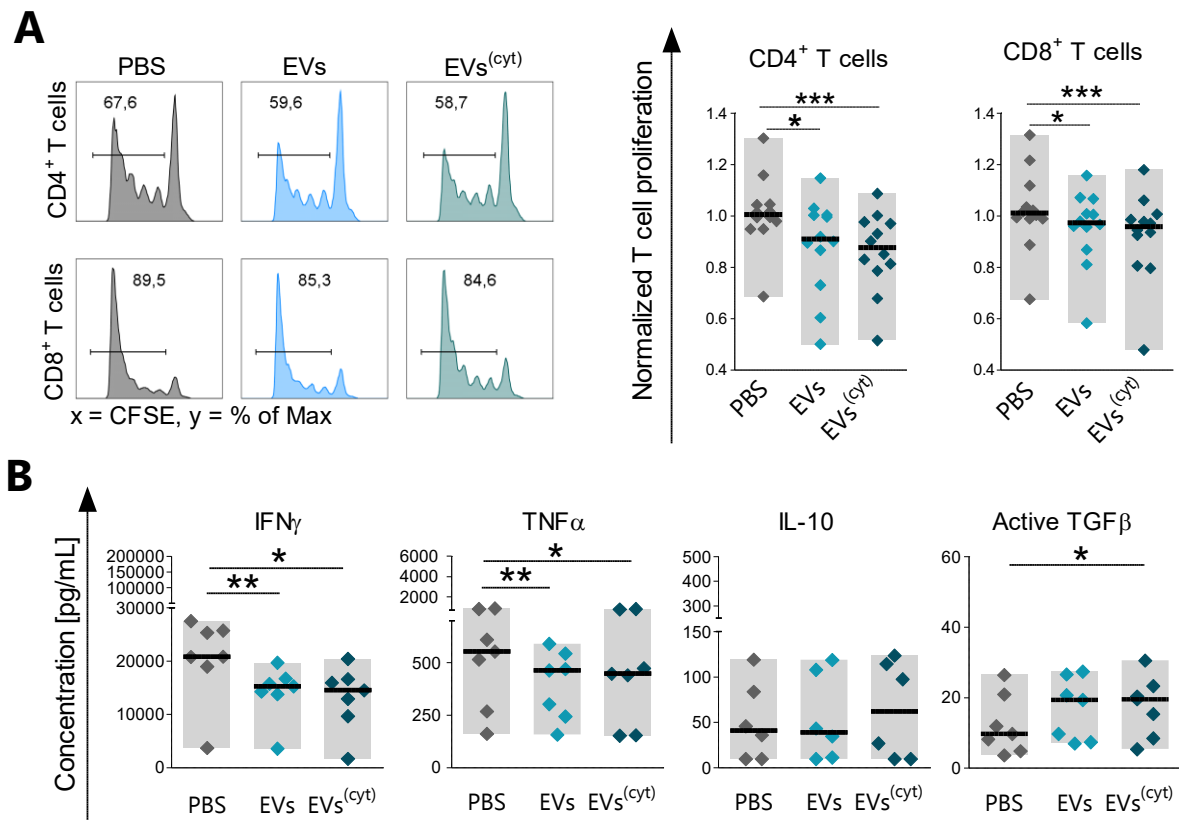 A
PBS
EVs
EVs(cyt)
CD4+ T cells
67,6
59,6
58,7
CD8+ T cells
89,5
85,3
84,6
x = CFSE, y = % of Max
Normalized T cell proliferation
CD4+ T cells
***
*
1.4
1.2
1.0
0.8
0.6
0.4
PBS
EVs
EVs(cyt)
CD8+ T cells
***
*
1.4
1.2
1.0
0.8
0.6
0.4
PBS
EVs
EVs(cyt)
B
Concentration [pg/mL]
IFNγ
200000
150000
100000
30000
20000
10000
0
*
**
PBS
EVs
EVs(cyt)
TNFα
6000
4000
2000
500
250
0
*
**
PBS
EVs
EVs(cyt)
IL-10
500
400
300
150
100
50
0
PBS
EVs
EVs(cyt)
Active TGFβ
60
40
20
0
*
PBS
EVs
EVs(cyt)